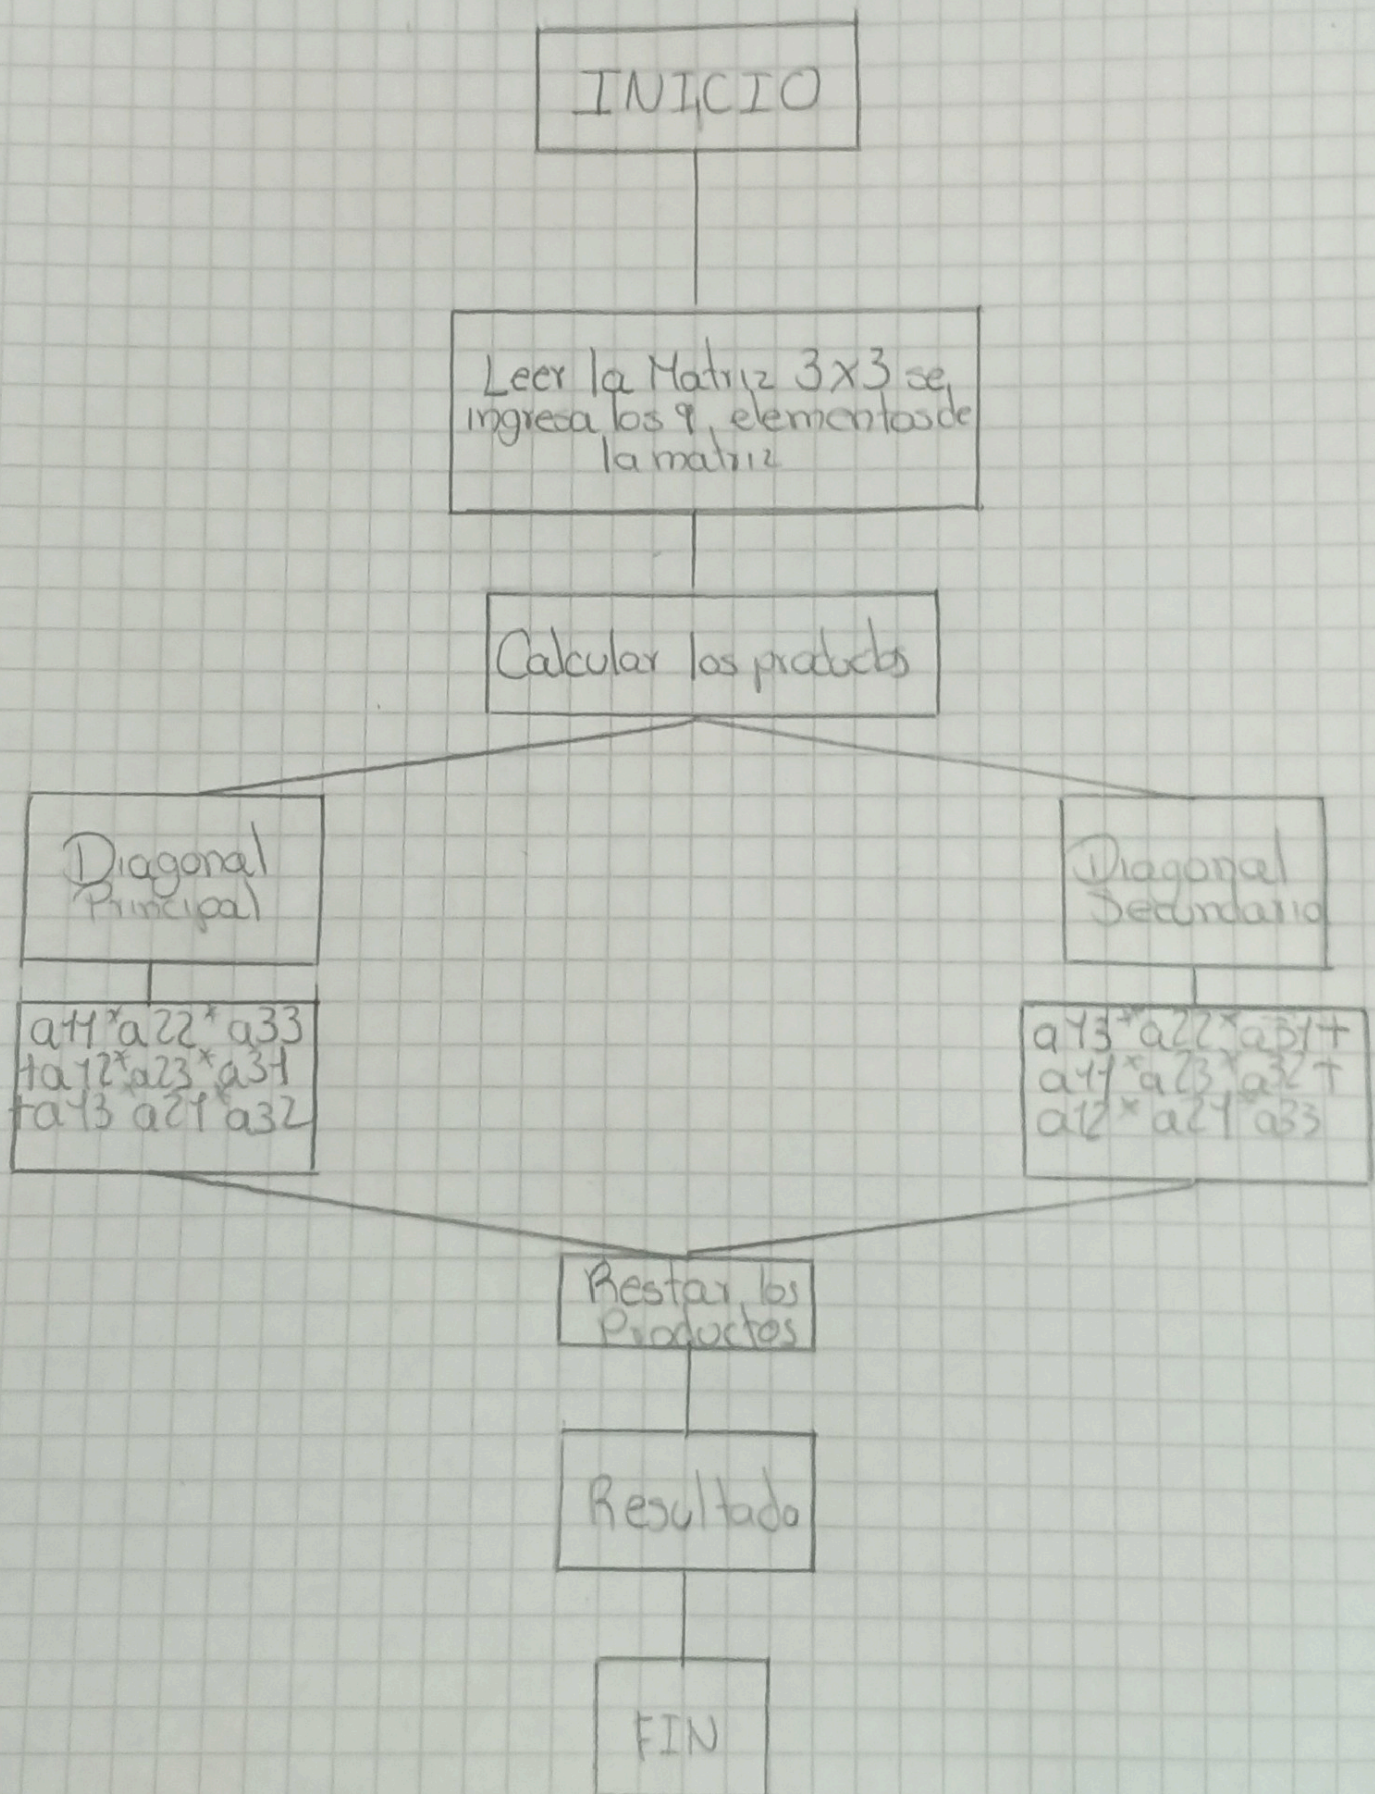 INICIO
Leer la Matriz 3x3 se
ingresa los 9 elementos de
la matriz
Calcular los productos
Diagonal
Principal
Diagonal
Secundaria
a11*a22*a33
+a12*a23*a31
+a13*a21*a32
a13*a22*a31+
a11*a23*a32+
a12*a21*a33
Restar los
Productos
Resultado
FIN